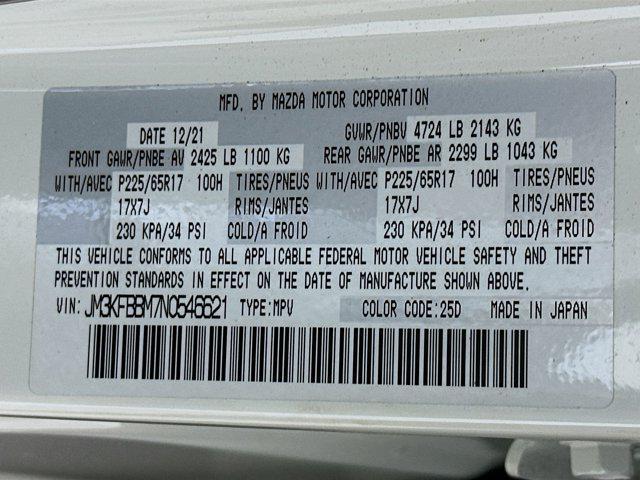 MFD. BY MAZDA MOTOR CORPORATION
DATE 12/21 GVWR/PNBV 4724 LB 2143 KG
FRONT GAWR/PNBE AV 2425 LB 1100 KG REAR GAWR/PNBE AR 2299 LB 1043 KG
WITH/AVEC P225/65R17 100H TIRES/PNEUS WITH/AVEC P225/65R17 100H TIRES/PNEUS
17X7J RIMS/JANTES 17X7J RIMS/JANTES
230 KPA/34 PSI COLD/A FROID 230 KPA/34 PSI COLD/A FROID
THIS VEHICLE CONFORMS TO ALL APPLICABLE FEDERAL MOTOR VEHICLE SAFETY AND THEFT
PREVENTION STANDARDS IN EFFECT ON THE DATE OF MANUFACTURE SHOWN ABOVE.
VIN: JM3KFBBM7N0546621 TYPE:MPV COLOR CODE:25D MADE IN JAPAN